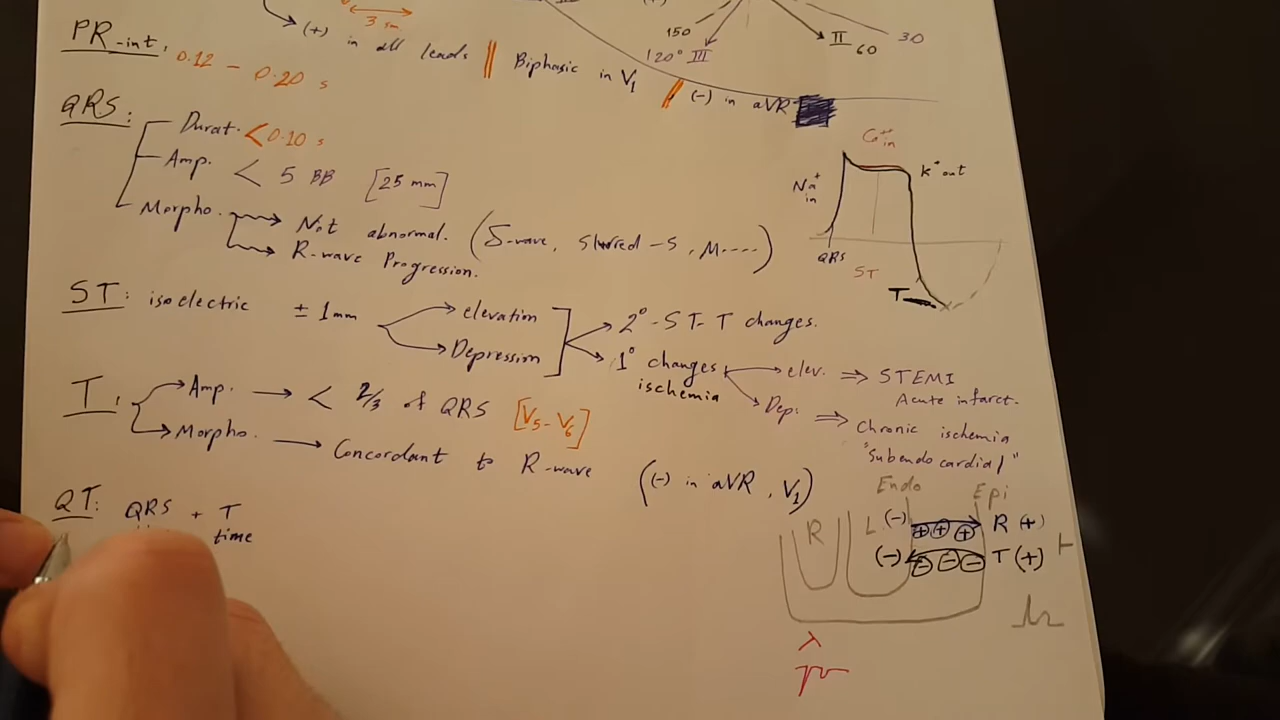 3 sm
(+) in all leads || Biphasic in V1 // (-) in aVR
150
120° III
II 60
30
PR-int, 0.12 - 0.20 s
QRS:
Durat. < 0.10 s
Amp. < 5 BB [25 mm]
Morpho. Not abnormal. (δ-wave, Slurred-S, M....)
R-wave Progression.
Ca++ in
Na+ in
K+ out
QRS
ST
T
ST: isoelectric ± 1mm
elevation
Depression
2° - ST-T changes.
1° changes ischemia
elev. ⇒ STEMI
Acute infarct.
Dep. ⇒ Chronic ischemia
"Subendocardial"
T,
Amp. → < 2/3 of QRS [V5-V6]
Morpho. → Concordant to R-wave ((-) in aVR, V1)
QT: QRS + T
time
Endo
Epi
R
L
(-) + + + R (+)
(-) - - - T (+)